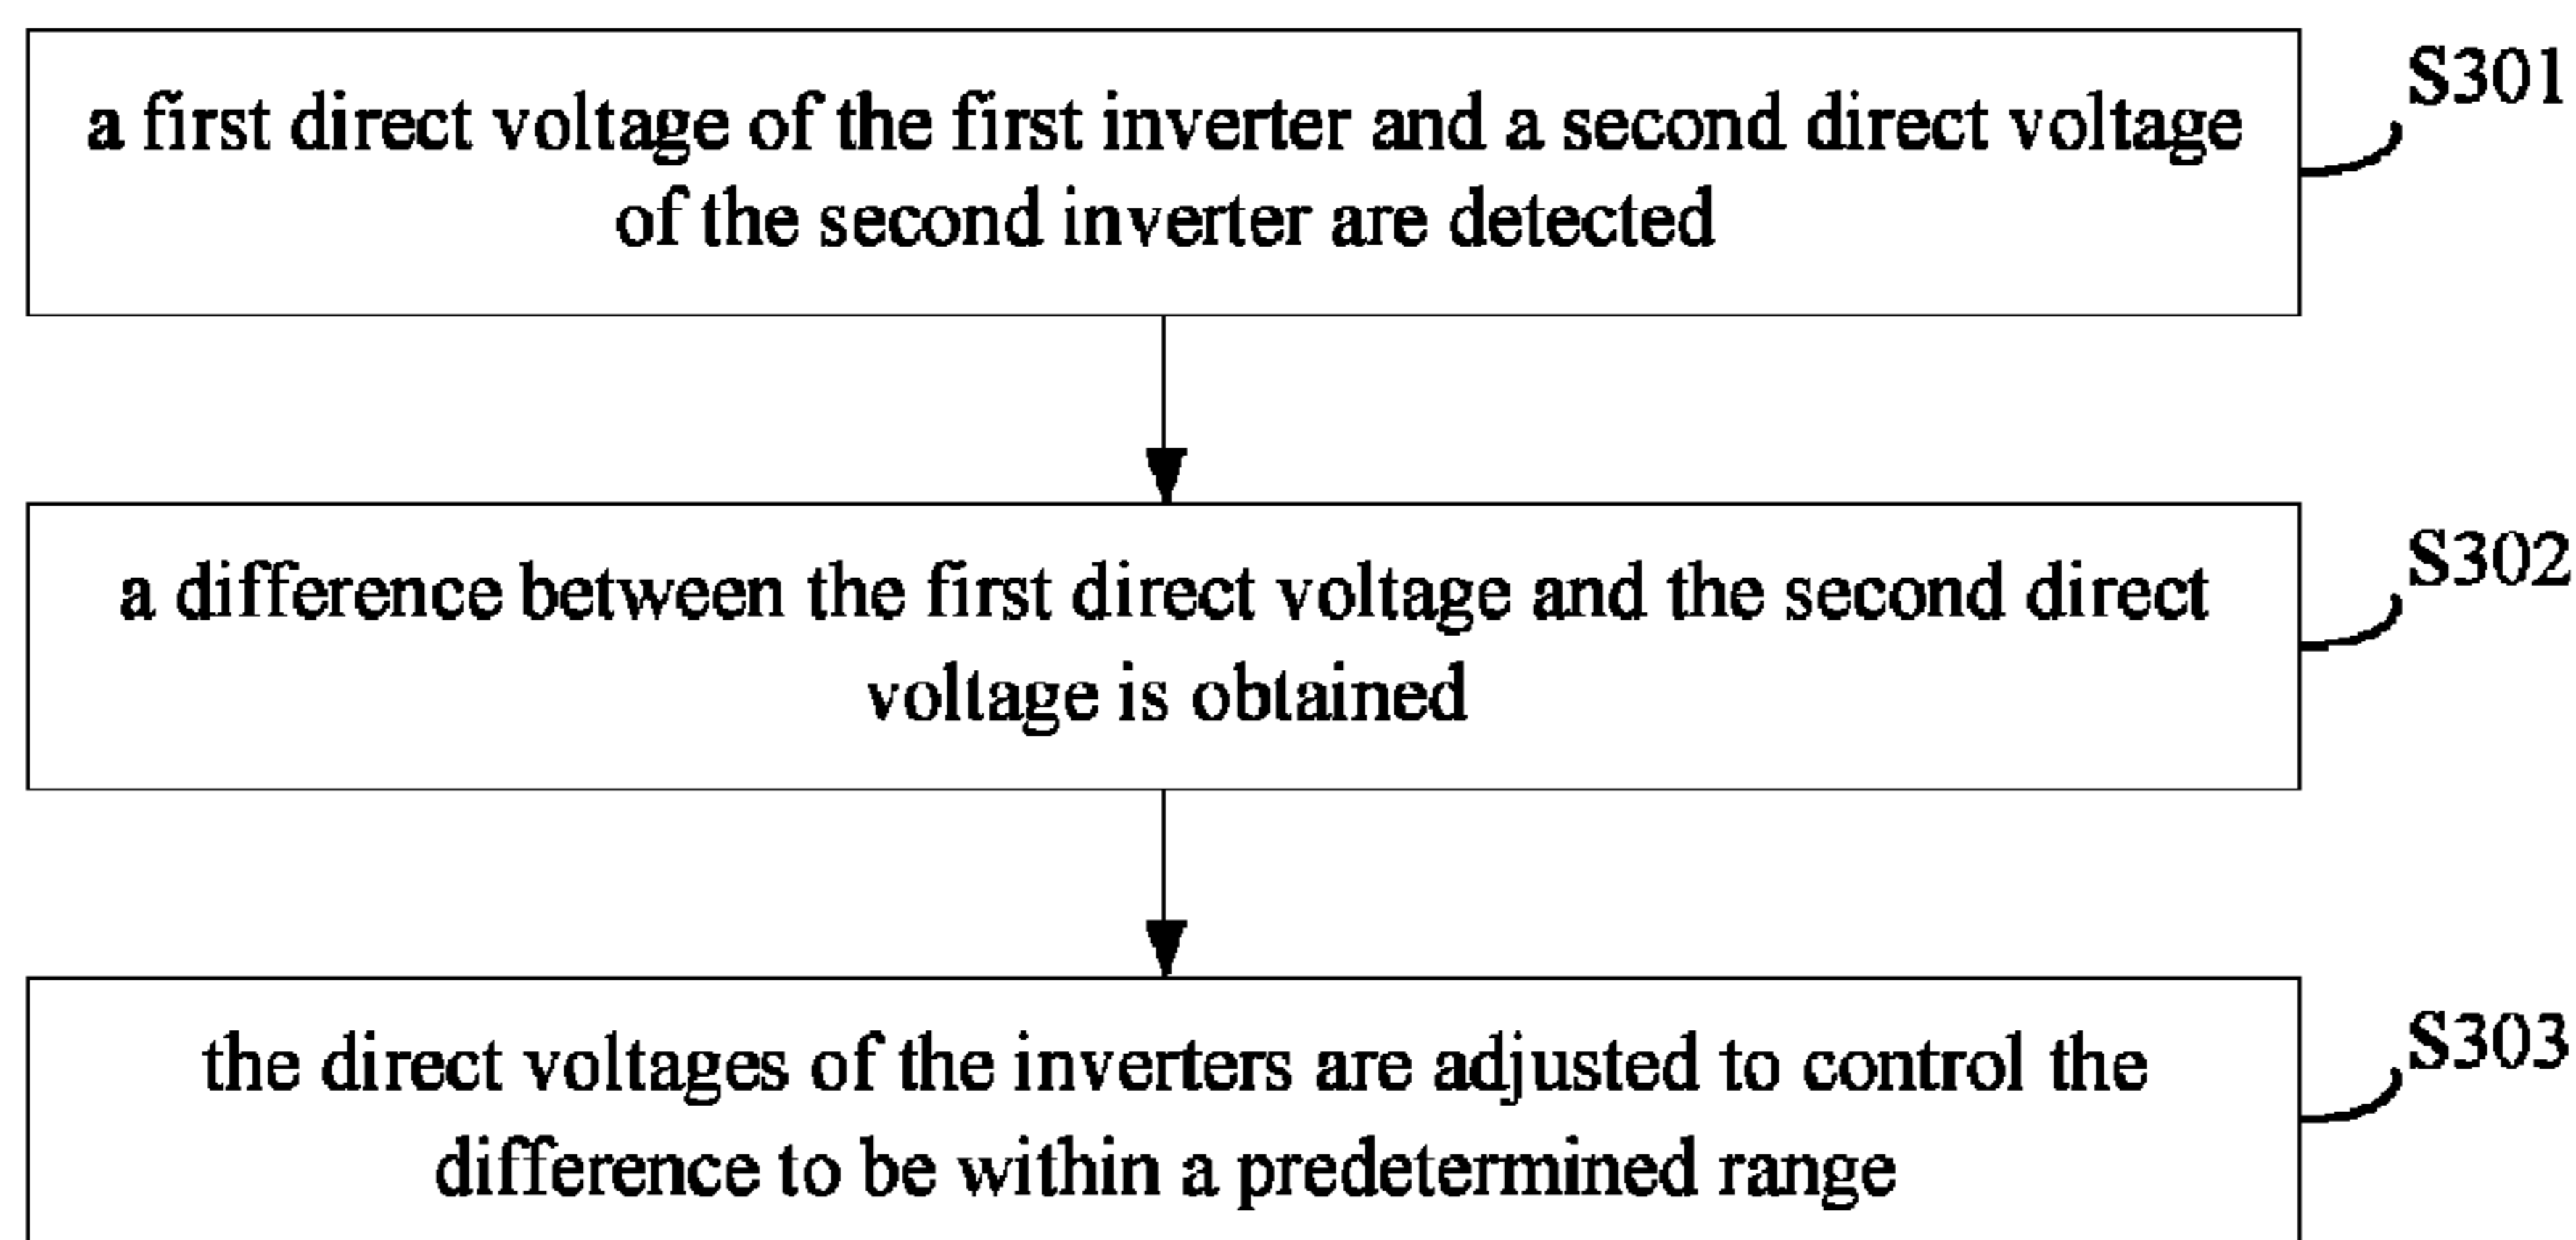 a first direct voltage of the first inverter and a second direct voltage
of the second inverter are detected
S301
a difference between the first direct voltage and the second direct
voltage is obtained
S302
the direct voltages of the inverters are adjusted to control the
difference to be within a predetermined range
S303